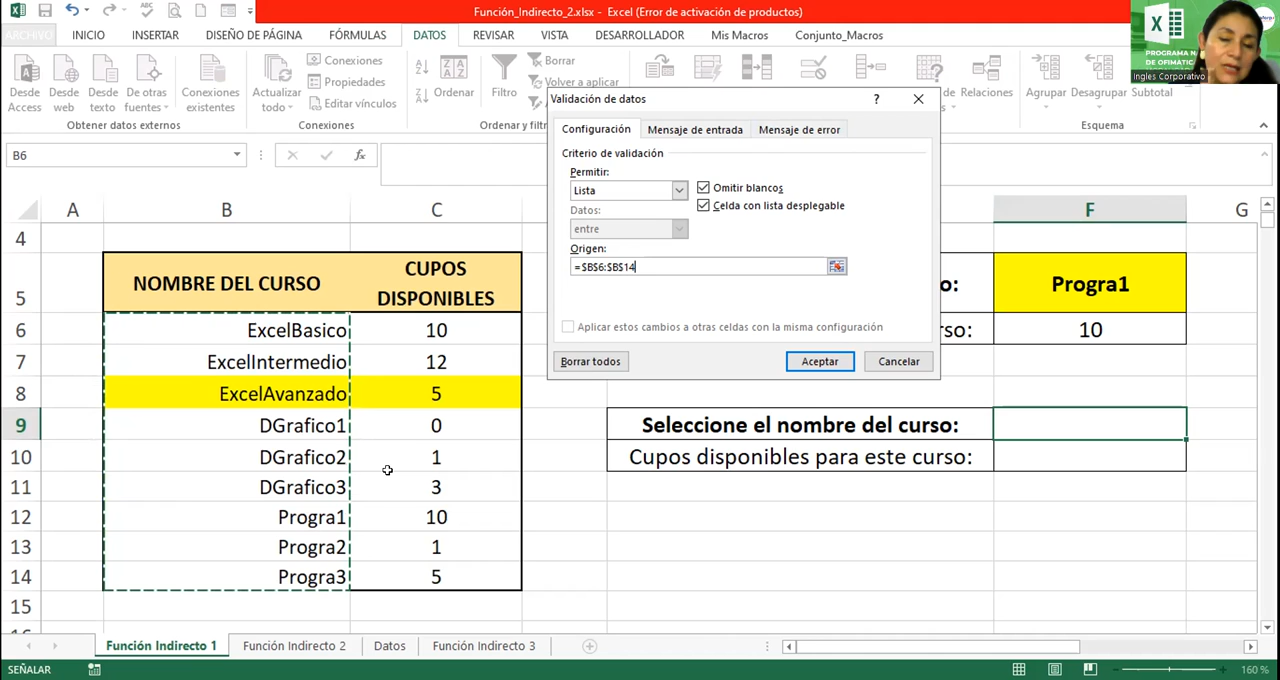 Función_Indirecto_2.xlsx - Excel (Error de activación de productos)
ARCHIVO INICIO INSERTAR DISEÑO DE PÁGINA FÓRMULAS DATOS REVISAR VISTA DESARROLLADOR Mis Macros Conjunto_Macros
PROGRAMA
DE OFIMATIC
Ingles Corporativo
Desde Access
Desde web
Desde texto
De otras fuentes
Conexiones existentes
Obtener datos externos
Actualizar todo
Conexiones
Propiedades
Editar vínculos
Conexiones
Ordenar
Filtro
Borrar
Volver a aplicar
Ordenar y filtr
Relaciones
Agrupar
Desagrupar
Subtotal
Esquema
Validación de datos
?
Configuración Mensaje de entrada Mensaje de error
Criterio de validación
Permitir:
Lista
Omitir blancos
Celda con lista desplegable
Datos:
entre
Origen:
=$B$6:$B$14
Aplicar estos cambios a otras celdas con la misma configuración
Borrar todos Aceptar Cancelar
B6
fx
A B C F G
4
5 NOMBRE DEL CURSO CUPOS DISPONIBLES o: Progra1
6 ExcelBasico 10 rso: 10
7 ExcelIntermedio 12
8 ExcelAvanzado 5
9 DGrafico1 0 Seleccione el nombre del curso:
10 DGrafico2 1 Cupos disponibles para este curso:
11 DGrafico3 3
12 Progra1 10
13 Progra2 1
14 Progra3 5
15
Función Indirecto 1 Función Indirecto 2 Datos Función Indirecto 3
SEÑALAR
160 %